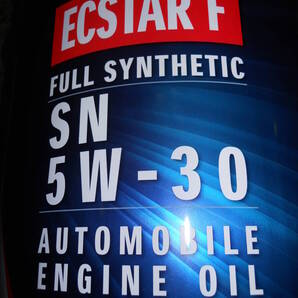 ECSTAR F
FULL SYNTHETIC
SN
5W-30
AUTOMOBILE
ENGINE OIL